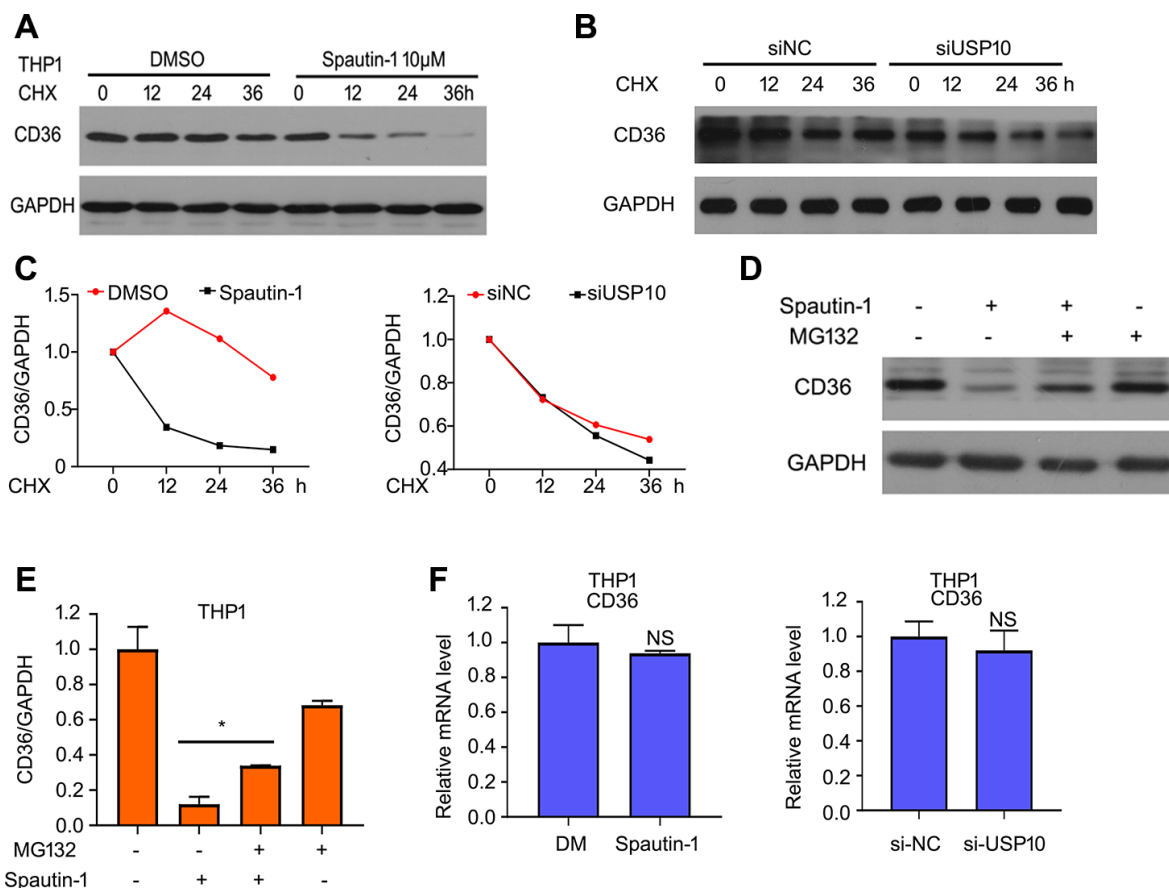 A
THP1 DMSO Spautin-1 10μM
CHX 0 12 24 36 0 12 24 36h
CD36
GAPDH
B
siNC siUSP10
CHX 0 12 24 36 0 12 24 36 h
CD36
GAPDH
C
DMSO Spautin-1
CD36/GAPDH
1.5
1.0
0.5
0
CHX 0 12 24 36 h
siNC siUSP10
CD36/GAPDH
1.2
1.0
0.8
0.6
0.4
CHX 0 12 24 36 h
D
Spautin-1 - + + -
MG132 - - + +
CD36
GAPDH
E
THP1
CD36/GAPDH
1.2
1.0
0.8
0.6
0.4
0.2
0.0
*
MG132 - - + +
Spautin-1 - + + -
F
THP1
CD36
Relative mRNA level
1.2
1.0
0.8
0.6
0.4
0.2
0.0
NS
DM Spautin-1
THP1
CD36
Relative mRNA level
1.2
1.0
0.8
0.6
0.4
0.2
0.0
NS
si-NC si-USP10